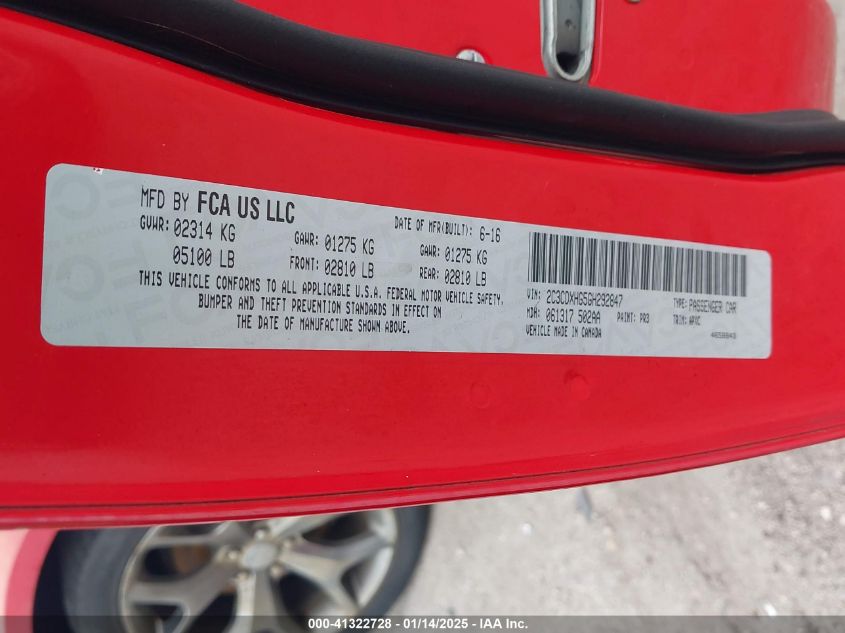 MFD BY FCA US LLC
DATE OF MFR(BUILT): 6-16
GVWR: 02314 KG GAWR: 01275 KG GAWR: 01275 KG
05100 LB FRONT: 02810 LB REAR: 02810 LB
THIS VEHICLE CONFORMS TO ALL APPLICABLE U.S.A. FEDERAL MOTOR VEHICLE SAFETY,
BUMPER AND THEFT PREVENTION STANDARDS IN EFFECT ON
THE DATE OF MANUFACTURE SHOWN ABOVE.
VIN: 2C3CDXHG5GH292847 TYPE: PASSENGER CAR
MDH: 061317 502AA PAINT: PR3 TRIM: APXC
VEHICLE MADE IN CANADA
000-41322728 - 01/14/2025 - IAA Inc.